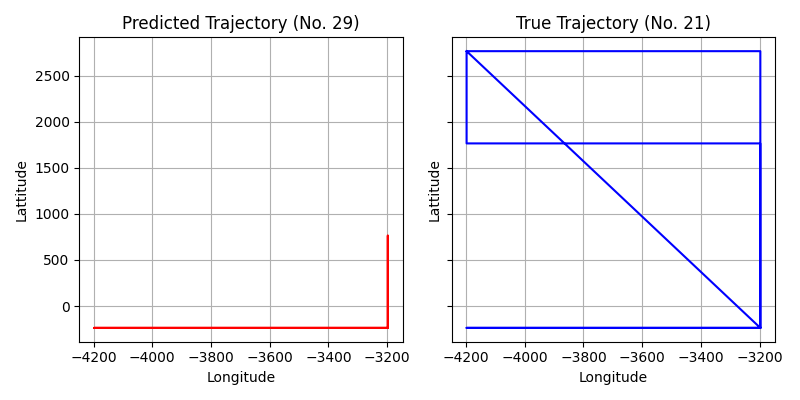 Predicted Trajectory (No. 29)
True Trajectory (No. 21)
Lattitude
2500
2000
1500
1000
500
0
−4200 −4000 −3800 −3600 −3400 −3200
Longitude
Lattitude
−4200 −4000 −3800 −3600 −3400 −3200
Longitude